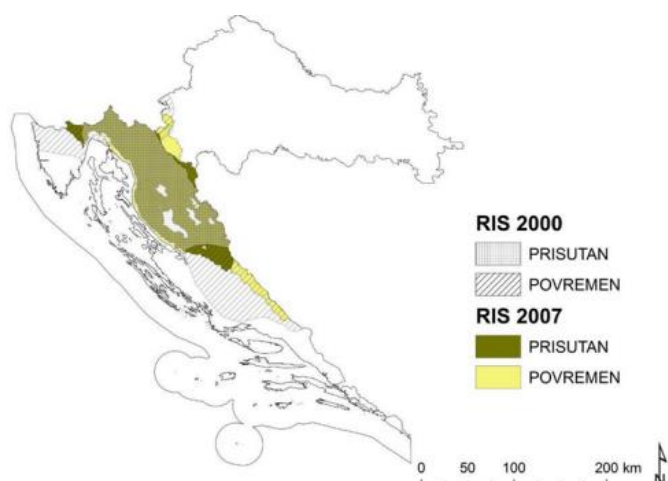 RIS 2000
PRISUTAN
POVREMEN
RIS 2007
PRISUTAN
POVREMEN
0 50 100 200 km
N